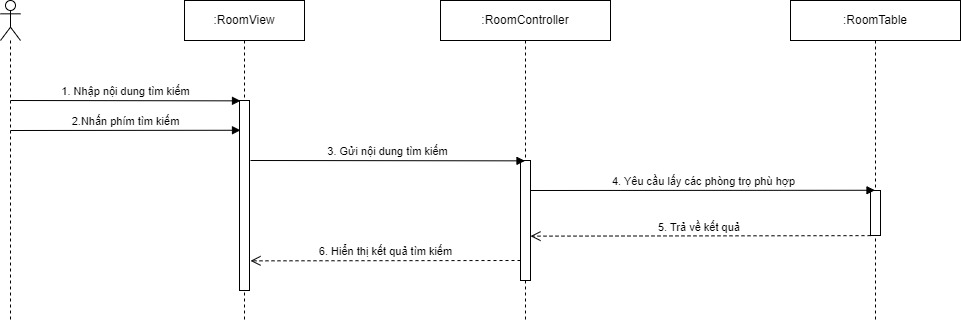 :RoomView
:RoomController
:RoomTable
1. Nhập nội dung tìm kiếm
2.Nhấn phím tìm kiếm
3. Gửi nội dung tìm kiếm
4. Yêu cầu lấy các phòng trọ phù hợp
5. Trả về kết quả
6. Hiển thị kết quả tìm kiếm